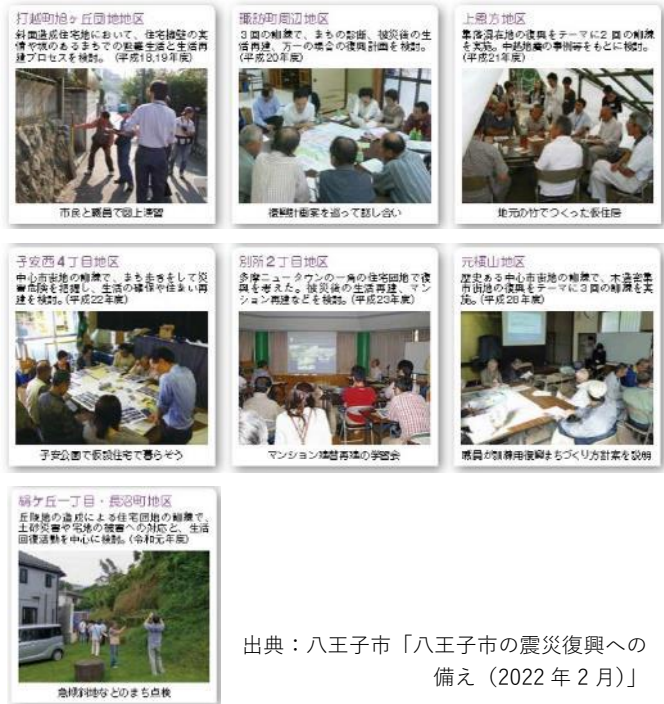 打越町旭ヶ丘団地地区
斜面造成住宅地において、住宅擁壁の実
情や坂のあるまちでの避難生活と生活再
建プロセスを検討。（平成18,19年度）
市民と職員で図上演習
諏訪町周辺地区
３回の訓練で、まちの診断、被災後の生
活再建、万一の場合の復興計画を検討。
(平成20年度)
復興計画案を巡って話し合い
上恩方地区
集落混在地の復興をテーマに２回の訓練
を実施。中越地震の事例等をもとに検討。
(平成21年度)
地元の竹でつくった仮住居
子安西４丁目地区
中心市街地の訓練で、まち歩きをして災
害危険を把握し、生活の確保や住まい再
建を検討。(平成22年度)
子安公園で仮設住宅で暮らそう
別所２丁目地区
多摩ニュータウンの一角の住宅団地で復
興を考えた。被災後の生活再建、マン
ション再建などを検討。(平成23年度)
マンション建替再建の学習会
元横山地区
歴史ある中心市街地の訓練で、木造密集
市街地の復興をテーマに３回の訓練を実
施。(平成28年度)
職員が訓練用復興まちづくり方針案を説明
絹ケ丘一丁目・長沼町地区
丘陵地の造成による住宅団地の訓練で、
土砂災害や宅地の被害への対応と、生活
回復活動を中心に検討。(令和元年度)
急傾斜地などのまち点検
出典：八王子市「八王子市の震災復興への
備え（2022 年 2 月）」